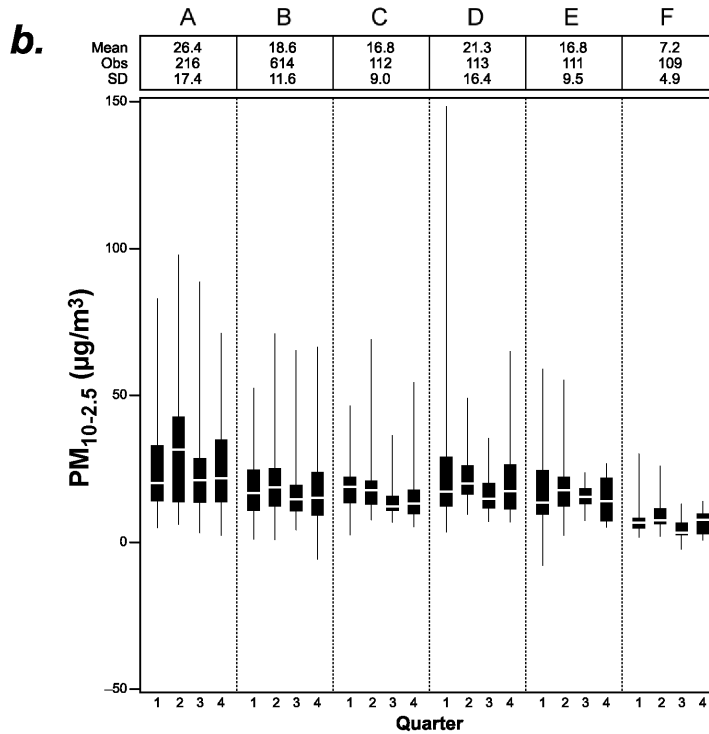 b.
A B C D E F
Mean 26.4 18.6 16.8 21.3 16.8 7.2
Obs 216 614 112 113 111 109
SD 17.4 11.6 9.0 16.4 9.5 4.9
150
100
50
0
−50
PM10-2.5 (µg/m³)
1 2 3 4 1 2 3 4 1 2 3 4 1 2 3 4 1 2 3 4 1 2 3 4
Quarter